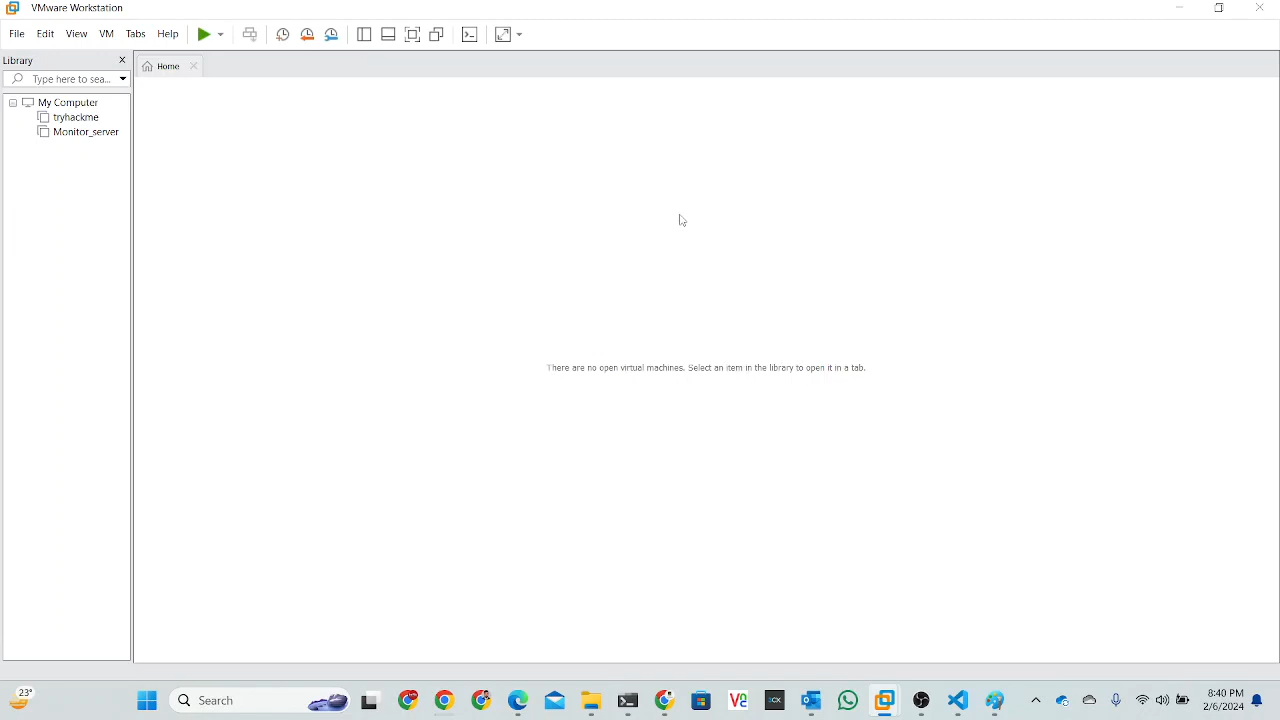 VMware Workstation
File Edit View VM Tabs Help
Library
Home
Type here to sea...
My Computer
tryhackme
Monitor_server
There are no open virtual machines. Select an item in the library to open it in a tab.
23°
Search
8:40 PM
2/6/2024